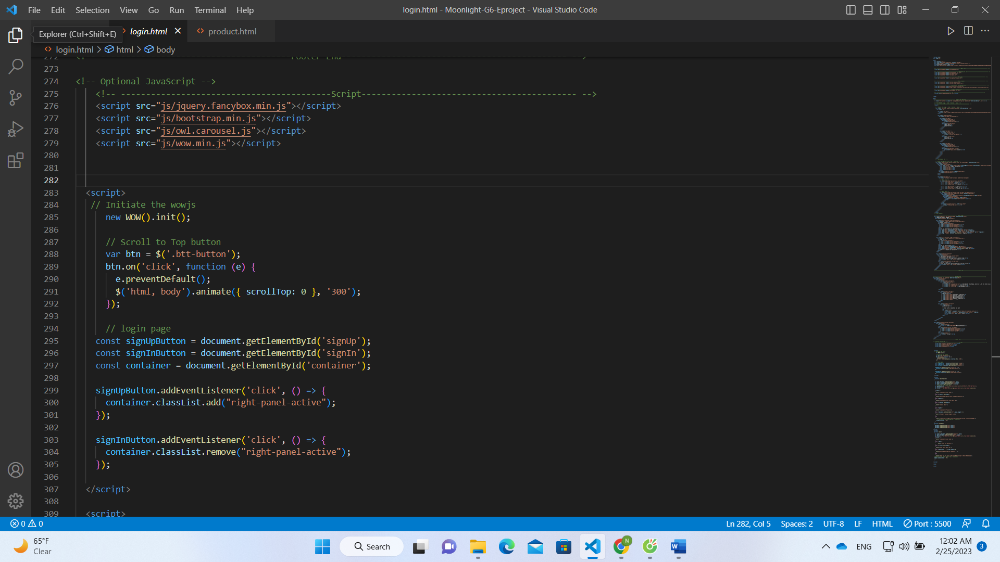 File Edit Selection View Go Run Terminal Help
login.html - Moonlight-G6-Eproject - Visual Studio Code
Explorer (Ctrl+Shift+E)
login.html
product.html
login.html > html > body
272 <!-- Footer End -->
273
274 <!-- Optional JavaScript -->
275 <!-- ------------------------------------------Script---------------------------------------------->
276 <script src="js/jquery.fancybox.min.js"></script>
277 <script src="js/bootstrap.min.js"></script>
278 <script src="js/owl.carousel.js"></script>
279 <script src="js/wow.min.js"></script>
280
281
282
283 <script>
284 // Initiate the wowjs
285 new WOW().init();
286
287 // Scroll to Top button
288 var btn = $('.btt-button');
289 btn.on('click', function (e) {
290 e.preventDefault();
291 $('html, body').animate({ scrollTop: 0 }, '300');
292 });
293
294 // login page
295 const signUpButton = document.getElementById('signUp');
296 const signInButton = document.getElementById('signIn');
297 const container = document.getElementById('container');
298
299 signUpButton.addEventListener('click', () => {
300 container.classList.add("right-panel-active");
301 });
302
303 signInButton.addEventListener('click', () => {
304 container.classList.remove("right-panel-active");
305 });
306
307 </script>
308
309 <script>
0 0
Ln 282, Col 5 Spaces: 2 UTF-8 LF HTML Port : 5500
65°F
Clear
Search
N
W
ENG
12:02 AM
2/25/2023
3